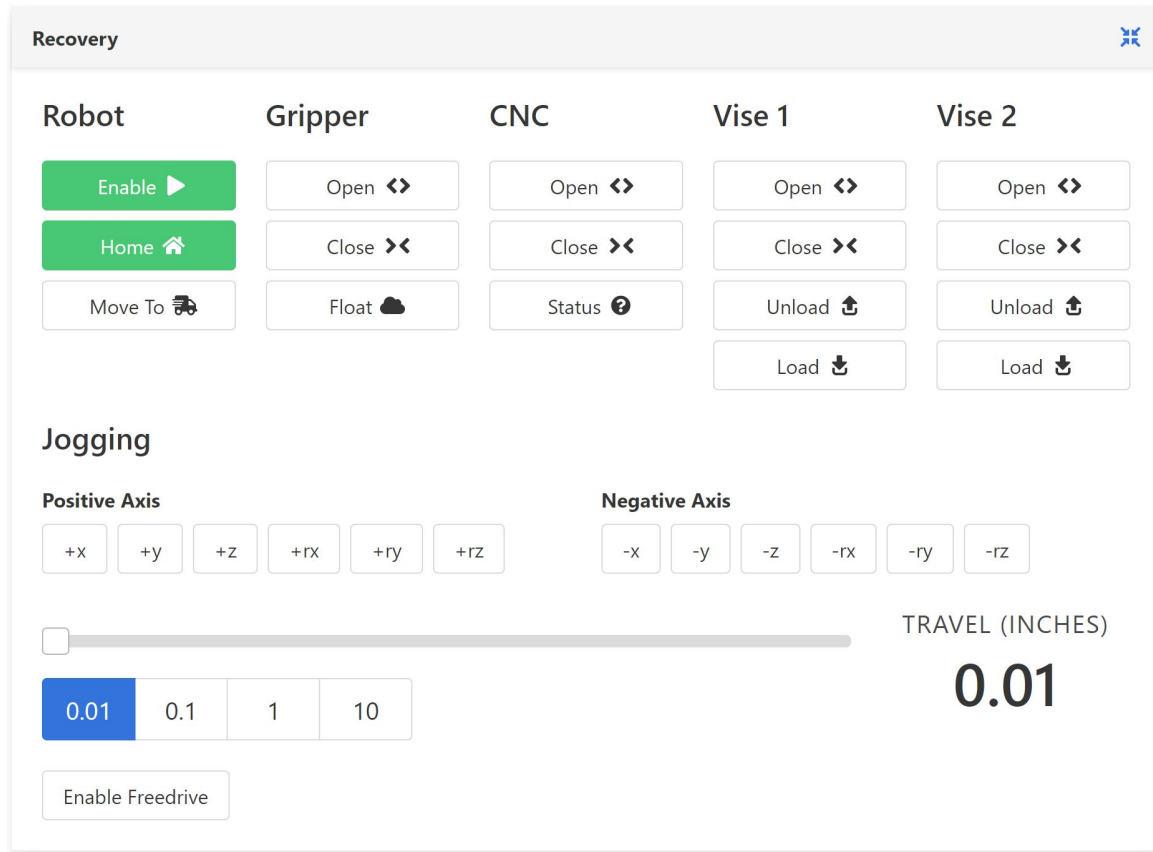 Recovery
Robot Gripper CNC Vise 1 Vise 2
Enable Open Open Open Open
Home Close Close Close Close
Move To Float Status Unload Unload
Load Load
Jogging
Positive Axis Negative Axis
+x +y +z +rx +ry +rz -x -y -z -rx -ry -rz
TRAVEL (INCHES)
0.01
0.01 0.1 1 10
Enable Freedrive